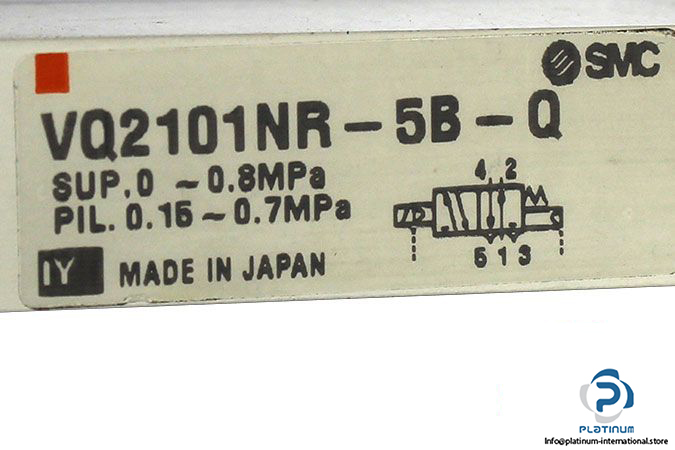 SMC
VQ2101NR-5B-Q
SUP.0 ~0.8MPa
PIL. 0.15~0.7MPa
4 2
5 1 3
IY MADE IN JAPAN
PLATINUM
Info@platinum-international.store